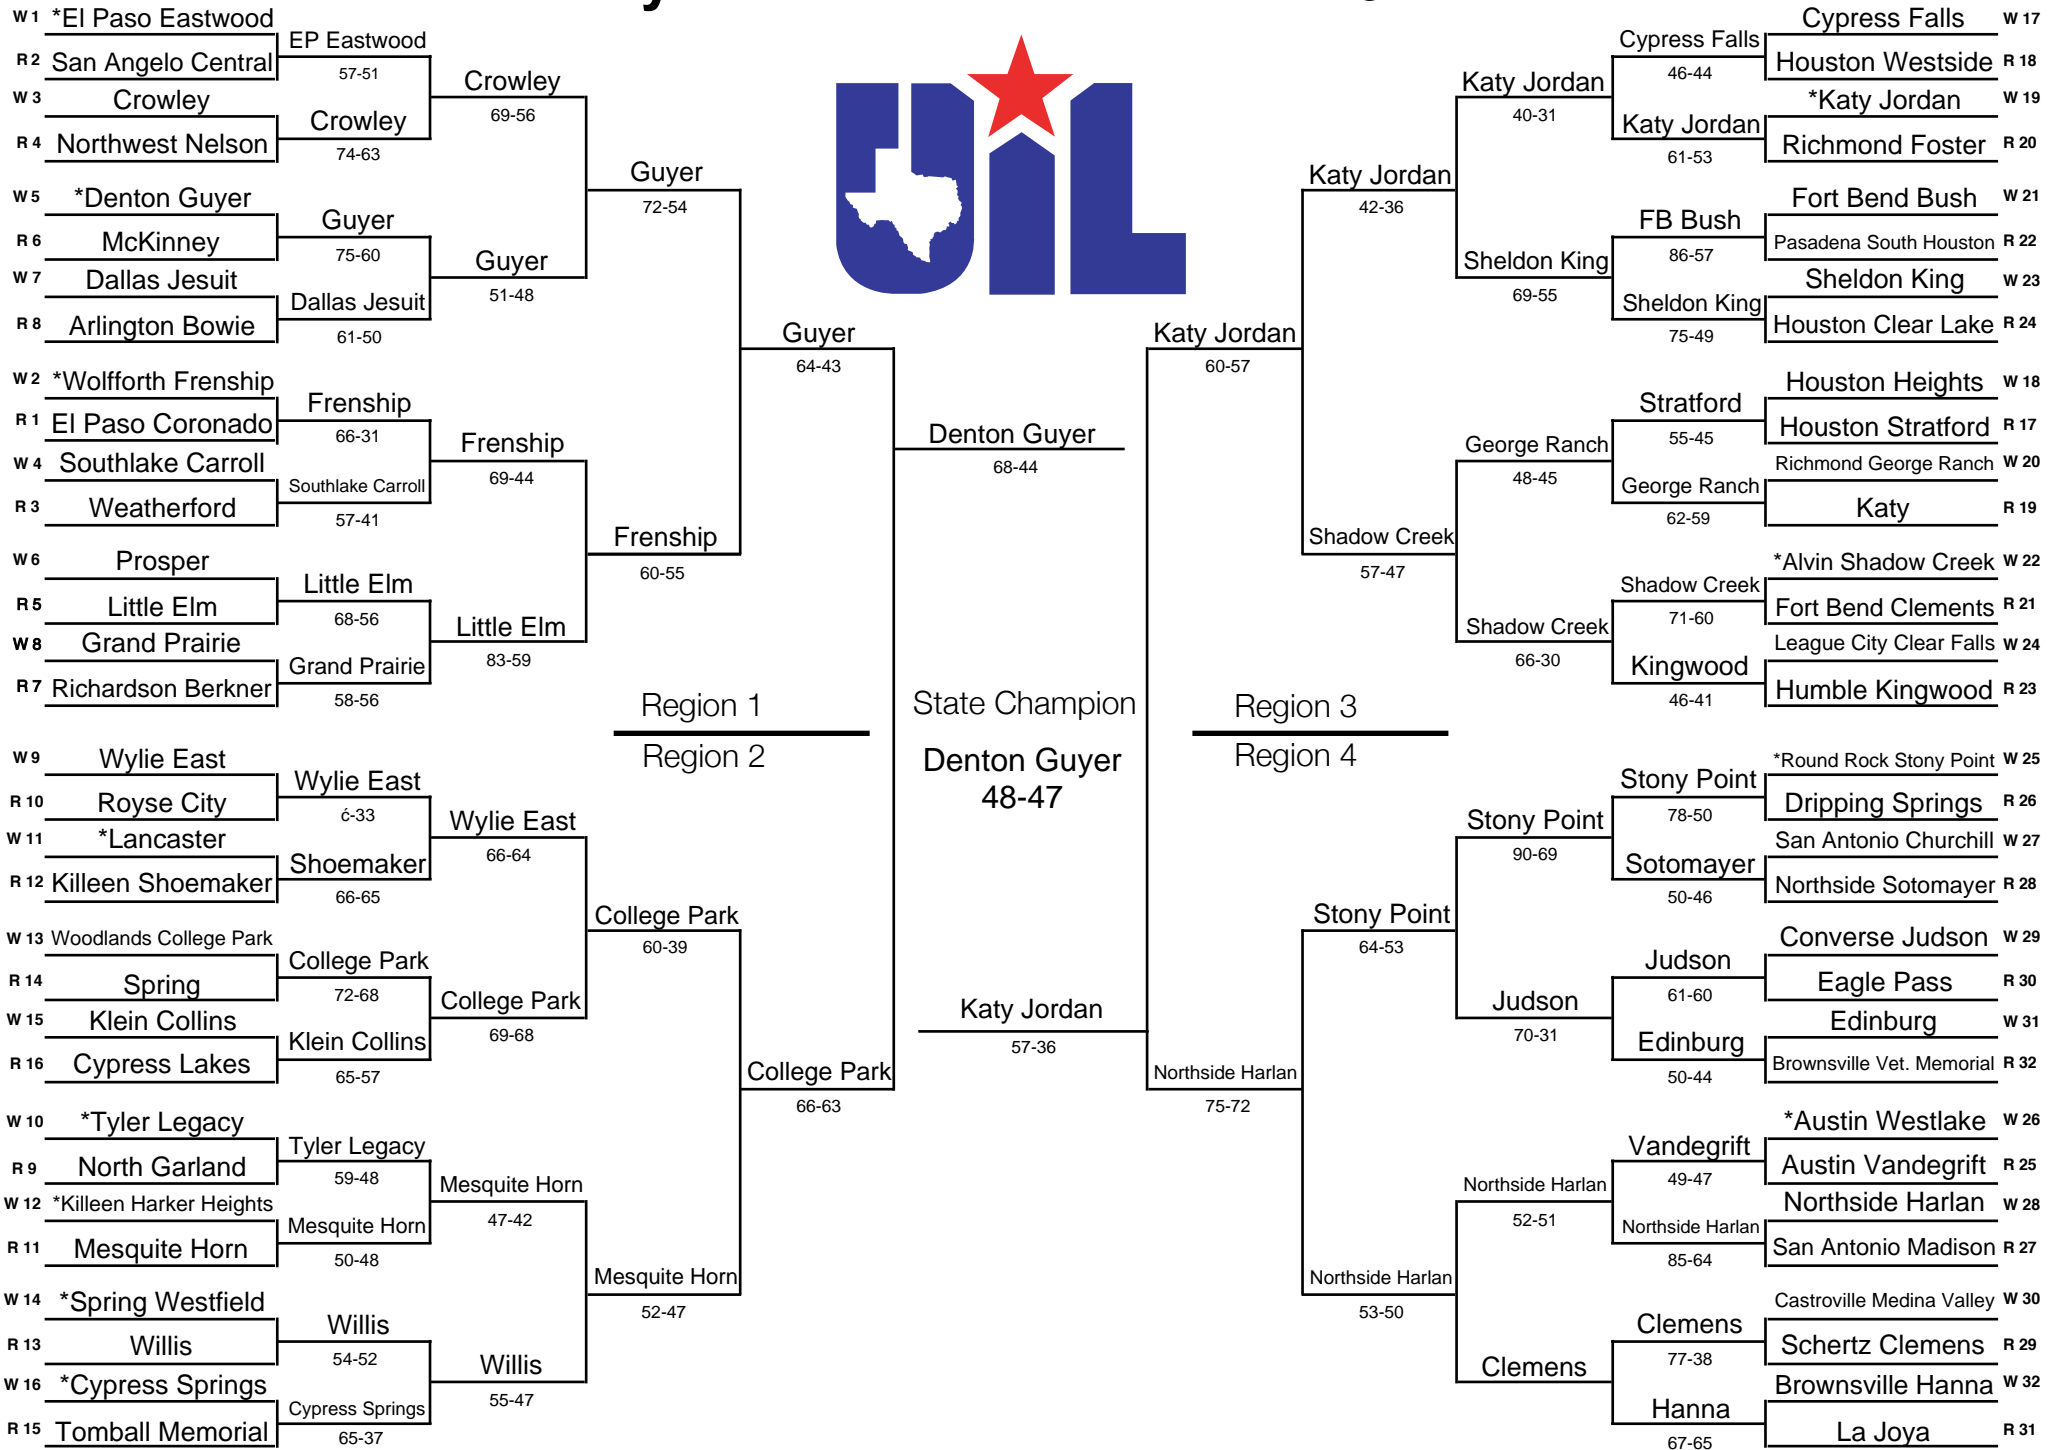 W 1 *El Paso Eastwood
R 2 San Angelo Central
W 3 Crowley
R 4 Northwest Nelson
W 5 *Denton Guyer
R 6 McKinney
W 7 Dallas Jesuit
R 8 Arlington Bowie
W 2 *Wolfforth Frenship
R 1 El Paso Coronado
W 4 Southlake Carroll
R 3 Weatherford
W 6 Prosper
R 5 Little Elm
W 8 Grand Prairie
R 7 Richardson Berkner
W 9 Wylie East
R 10 Royse City
W 11 *Lancaster
R 12 Killeen Shoemaker
W 13 Woodlands College Park
R 14 Spring
W 15 Klein Collins
R 16 Cypress Lakes
W 10 *Tyler Legacy
R 9 North Garland
W 12 *Killeen Harker Heights
R 11 Mesquite Horn
W 14 *Spring Westfield
R 13 Willis
W 16 *Cypress Springs
R 15 Tomball Memorial
EP Eastwood
57-51
Crowley
74-63
Guyer
75-60
Dallas Jesuit
61-50
Frenship
66-31
Southlake Carroll
57-41
Little Elm
68-56
Grand Prairie
58-56
Wylie East
ć-33
Shoemaker
66-65
College Park
72-68
Klein Collins
65-57
Tyler Legacy
59-48
Mesquite Horn
50-48
Willis
54-52
Cypress Springs
65-37
Crowley
69-56
Guyer
51-48
Frenship
69-44
Little Elm
83-59
Wylie East
66-64
College Park
69-68
Mesquite Horn
47-42
Willis
55-47
Guyer
72-54
Frenship
60-55
College Park
60-39
Mesquite Horn
52-47
Guyer
64-43
College Park
66-63
Denton Guyer
68-44
UIL
Region 1
Region 2
State Champion
Denton Guyer
48-47
Region 3
Region 4
Katy Jordan
57-36
Katy Jordan
60-57
Northside Harlan
75-72
Katy Jordan
42-36
Shadow Creek
57-47
Stony Point
64-53
Northside Harlan
53-50
Katy Jordan
40-31
Sheldon King
69-55
George Ranch
48-45
Shadow Creek
66-30
Stony Point
90-69
Judson
70-31
Northside Harlan
52-51
Clemens
Cypress Falls
46-44
Katy Jordan
61-53
FB Bush
86-57
Sheldon King
75-49
Stratford
55-45
George Ranch
62-59
Shadow Creek
71-60
Kingwood
46-41
Stony Point
78-50
Sotomayer
50-46
Judson
61-60
Edinburg
50-44
Vandegrift
49-47
Northside Harlan
85-64
Clemens
77-38
Hanna
67-65
Cypress Falls W 17
Houston Westside R 18
*Katy Jordan W 19
Richmond Foster R 20
Fort Bend Bush W 21
Pasadena South Houston R 22
Sheldon King W 23
Houston Clear Lake R 24
Houston Heights W 18
Houston Stratford R 17
Richmond George Ranch W 20
Katy R 19
*Alvin Shadow Creek W 22
Fort Bend Clements R 21
League City Clear Falls W 24
Humble Kingwood R 23
*Round Rock Stony Point W 25
Dripping Springs R 26
San Antonio Churchill W 27
Northside Sotomayer R 28
Converse Judson W 29
Eagle Pass R 30
Edinburg W 31
Brownsville Vet. Memorial R 32
*Austin Westlake W 26
Austin Vandegrift R 25
Northside Harlan W 28
San Antonio Madison R 27
Castroville Medina Valley W 30
Schertz Clemens R 29
Brownsville Hanna W 32
La Joya R 31